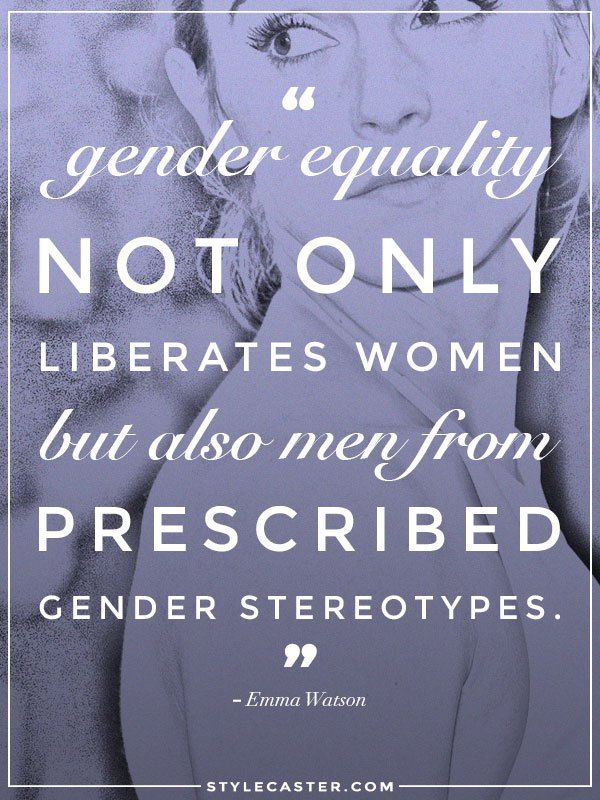 “
gender equality
NOT ONLY
LIBERATES WOMEN
but also men from
PRESCRIBED
GENDER STEREOTYPES.
”
– Emma Watson
STYLECASTER.COM